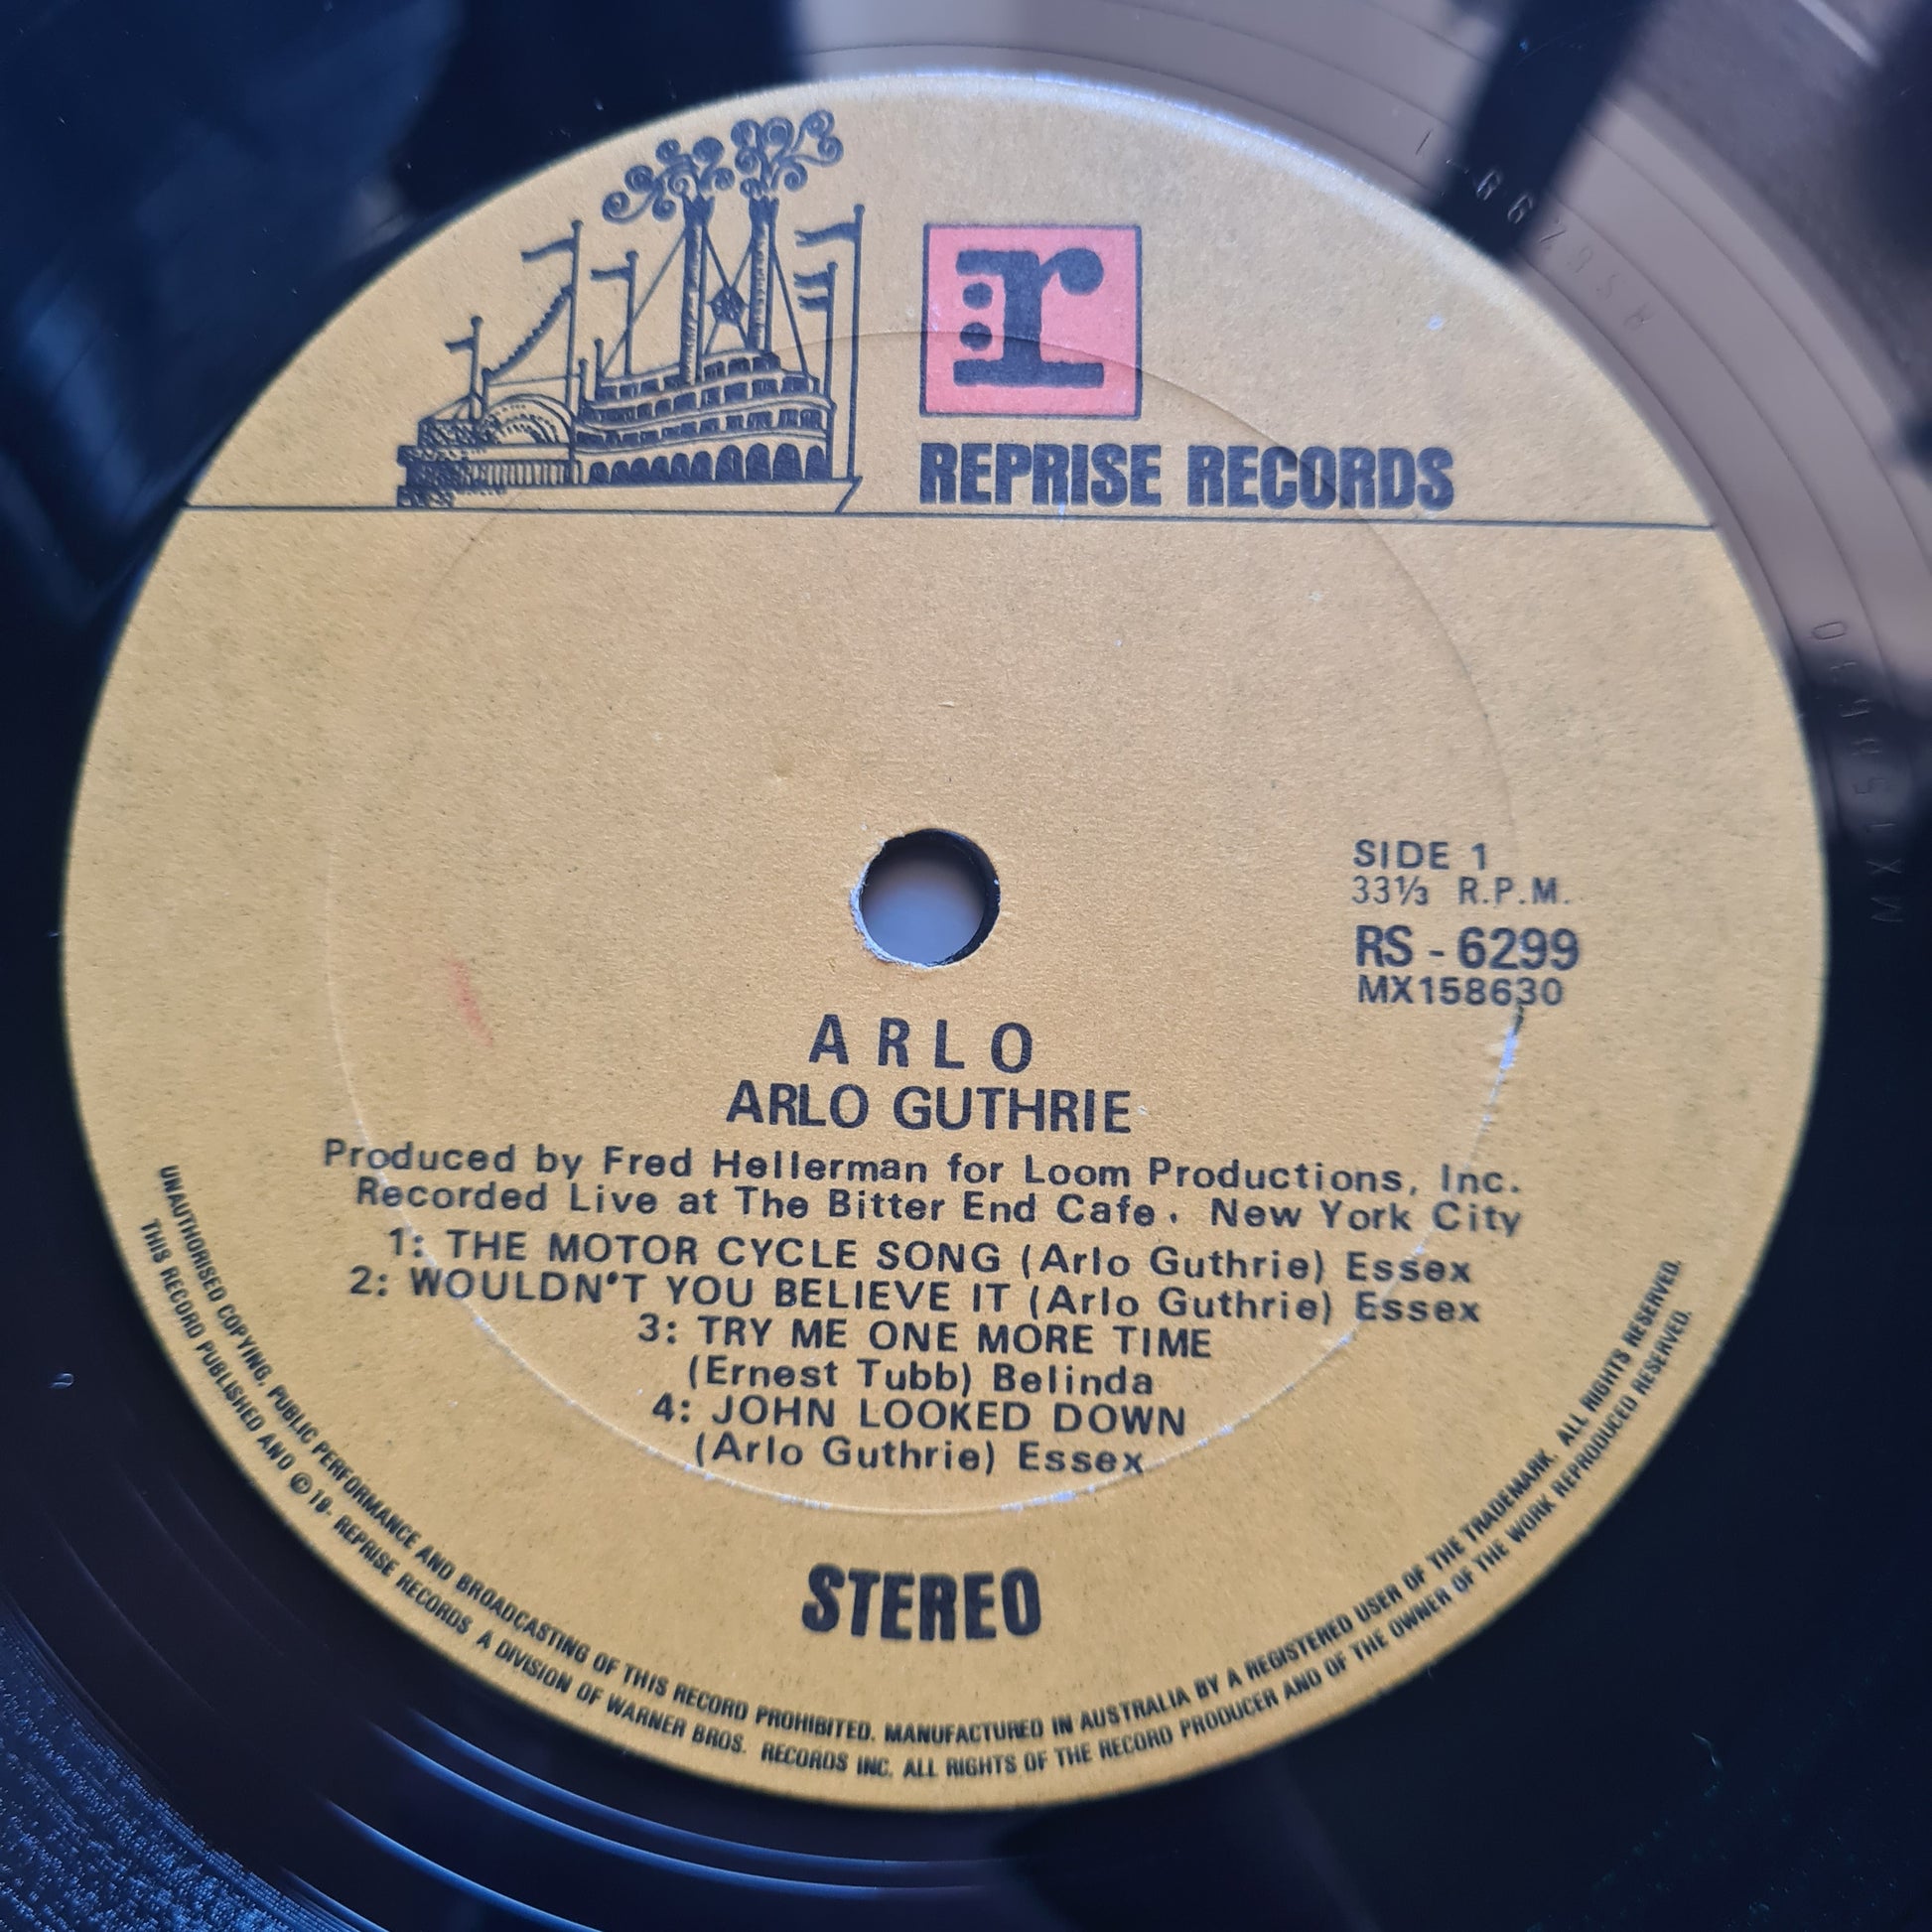 r
REPRISE RECORDS
SIDE 1
33⅓ R.P.M.
RS - 6299
MX158630
ARLO
ARLO GUTHRIE
Produced by Fred Hellerman for Loom Productions, Inc.
Recorded Live at The Bitter End Cafe. New York City
1: THE MOTOR CYCLE SONG (Arlo Guthrie) Essex
2: WOULDN'T YOU BELIEVE IT (Arlo Guthrie) Essex
3: TRY ME ONE MORE TIME
(Ernest Tubb) Belinda
4: JOHN LOOKED DOWN
(Arlo Guthrie) Essex
STEREO
UNAUTHORISED COPYING, PUBLIC PERFORMANCE AND BROADCASTING OF THIS RECORD PROHIBITED. MANUFACTURED IN AUSTRALIA BY A REGISTERED USER OF THE TRADEMARK. ALL RIGHTS RESERVED.
THIS RECORD PUBLISHED AND ©19- REPRISE RECORDS A DIVISION OF WARNER BROS. RECORDS INC. ALL RIGHTS OF THE RECORD PRODUCER AND OF THE OWNER OF THE WORK REPRODUCED RESERVED.
MX158630